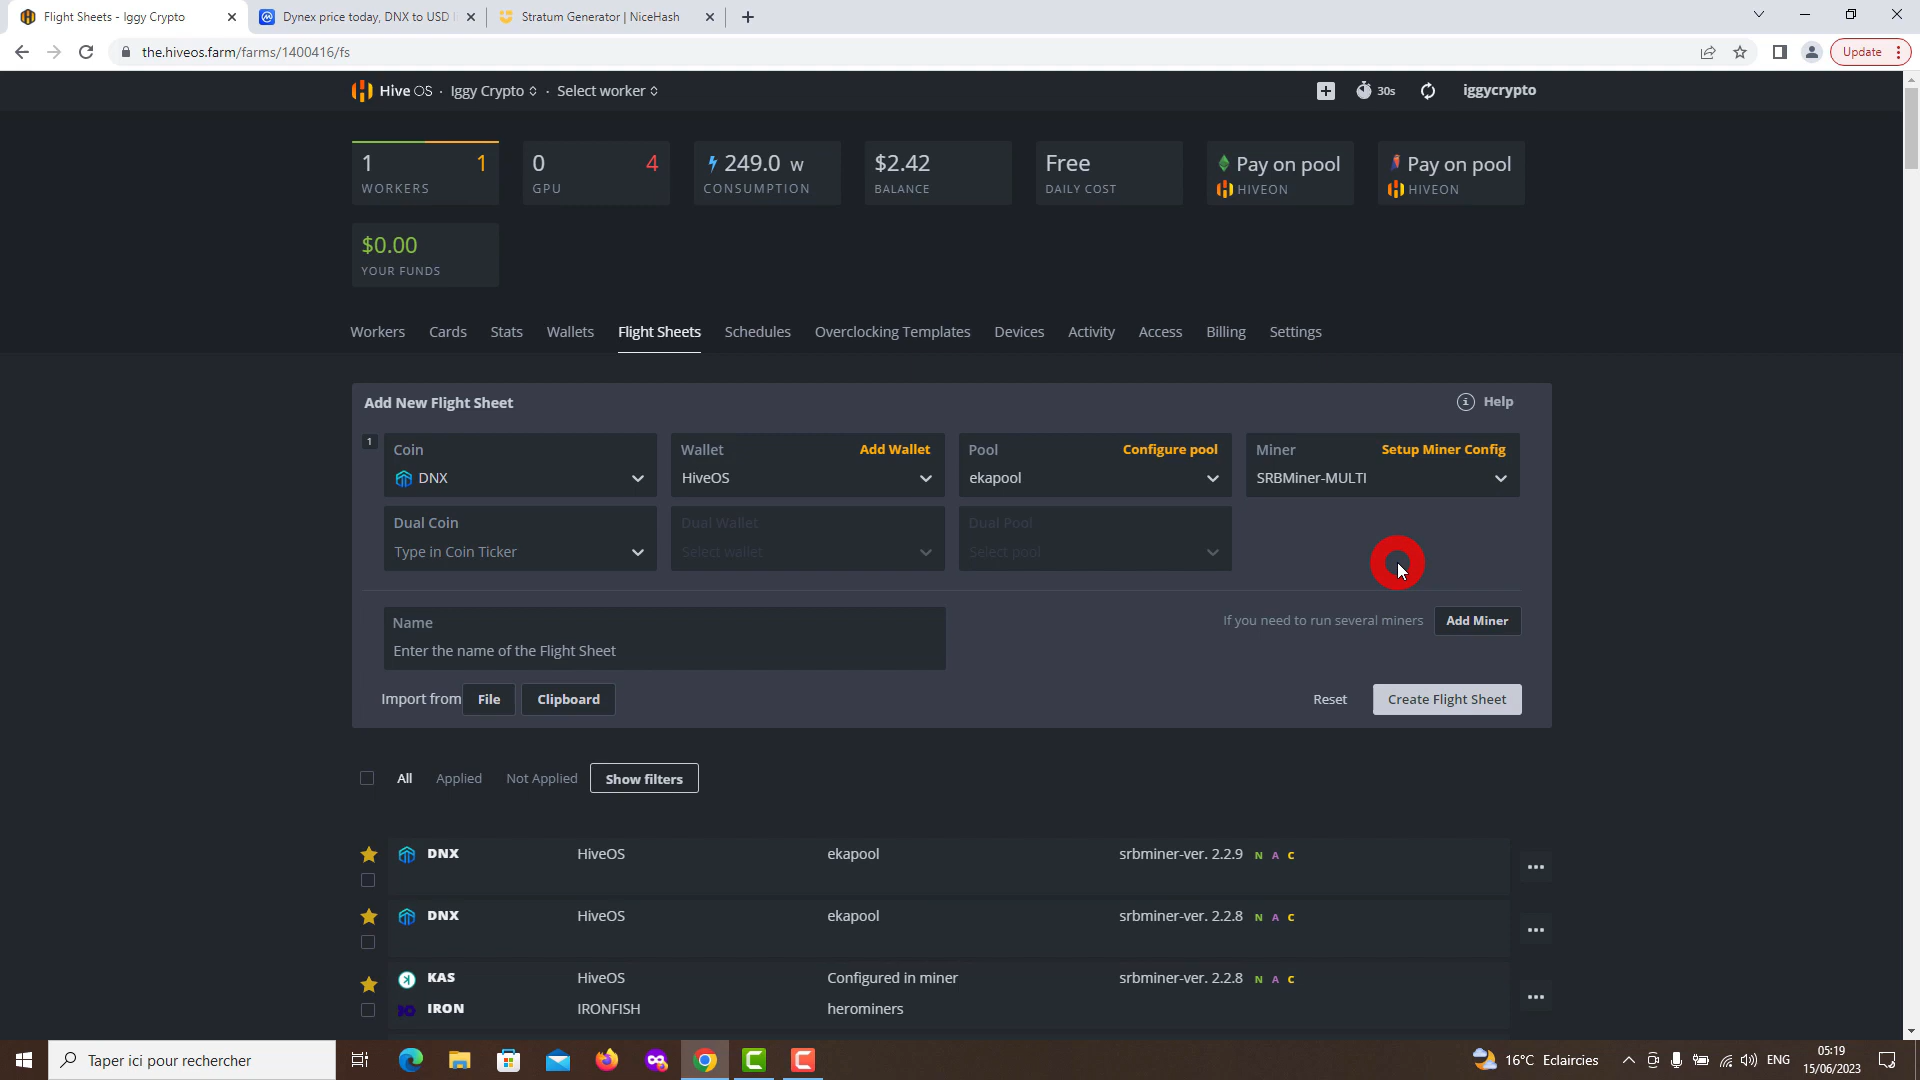 Flight Sheets - Iggy Crypto
Dynex price today, DNX to USD
Stratum Generator | NiceHash
the.hiveos.farm/farms/1400416/fs
Update
Hive OS · Iggy Crypto · Select worker
30s
iggycrypto
1 1
WORKERS
0 4
GPU
249.0 W
CONSUMPTION
$2.42
BALANCE
Free
DAILY COST
Pay on pool
HIVEON
Pay on pool
HIVEON
$0.00
YOUR FUNDS
Workers Cards Stats Wallets Flight Sheets Schedules Overclocking Templates Devices Activity Access Billing Settings
Add New Flight Sheet
Help
1
Coin
DNX
Wallet Add Wallet
HiveOS
Pool Configure pool
ekapool
Miner Setup Miner Config
SRBMiner-MULTI
Dual Coin
Type in Coin Ticker
Dual Wallet
Select wallet
Dual Pool
Select pool
Name
Enter the name of the Flight Sheet
If you need to run several miners Add Miner
Import from File Clipboard
Reset Create Flight Sheet
All Applied Not Applied Show filters
DNX HiveOS ekapool srbminer-ver. 2.2.9 N A C
DNX HiveOS ekapool srbminer-ver. 2.2.8 N A C
KAS HiveOS Configured in miner srbminer-ver. 2.2.8 N A C
IRON IRONFISH herominers
Taper ici pour rechercher
16°C Eclaircies
ENG
05:19
15/06/2023